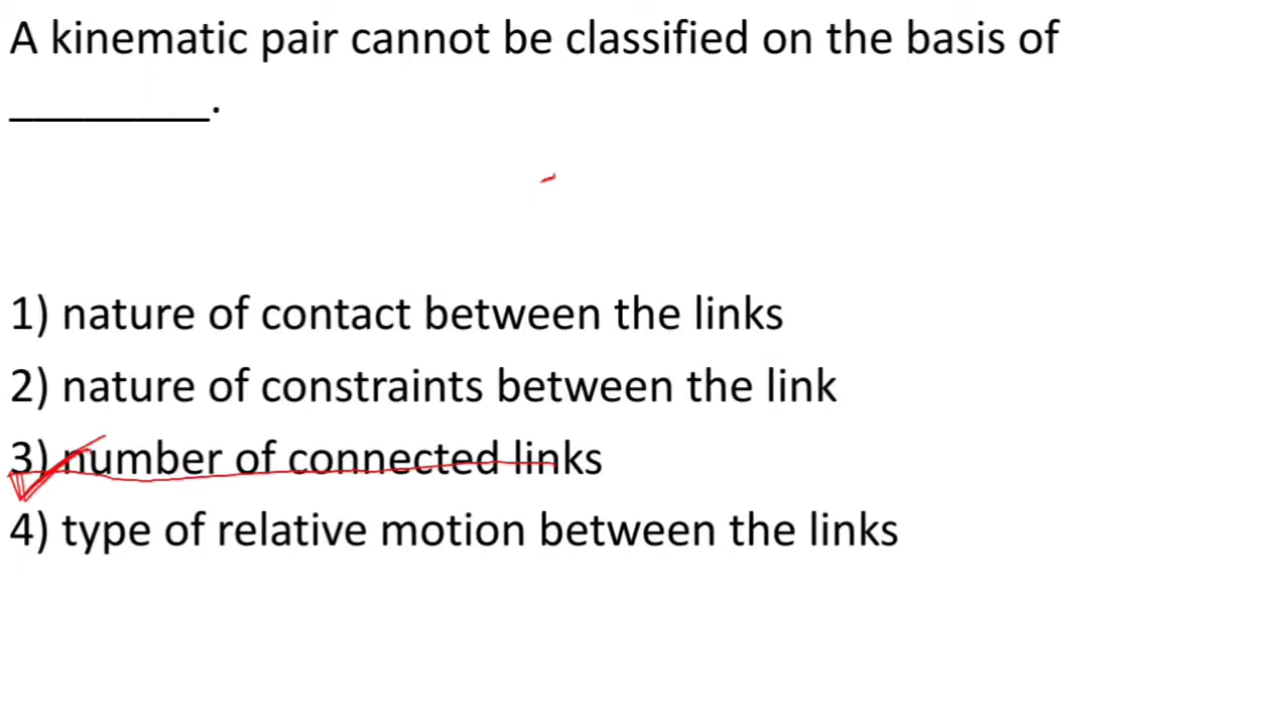 A kinematic pair cannot be classified on the basis of
_________.
1) nature of contact between the links
2) nature of constraints between the link
3) number of connected links
4) type of relative motion between the links